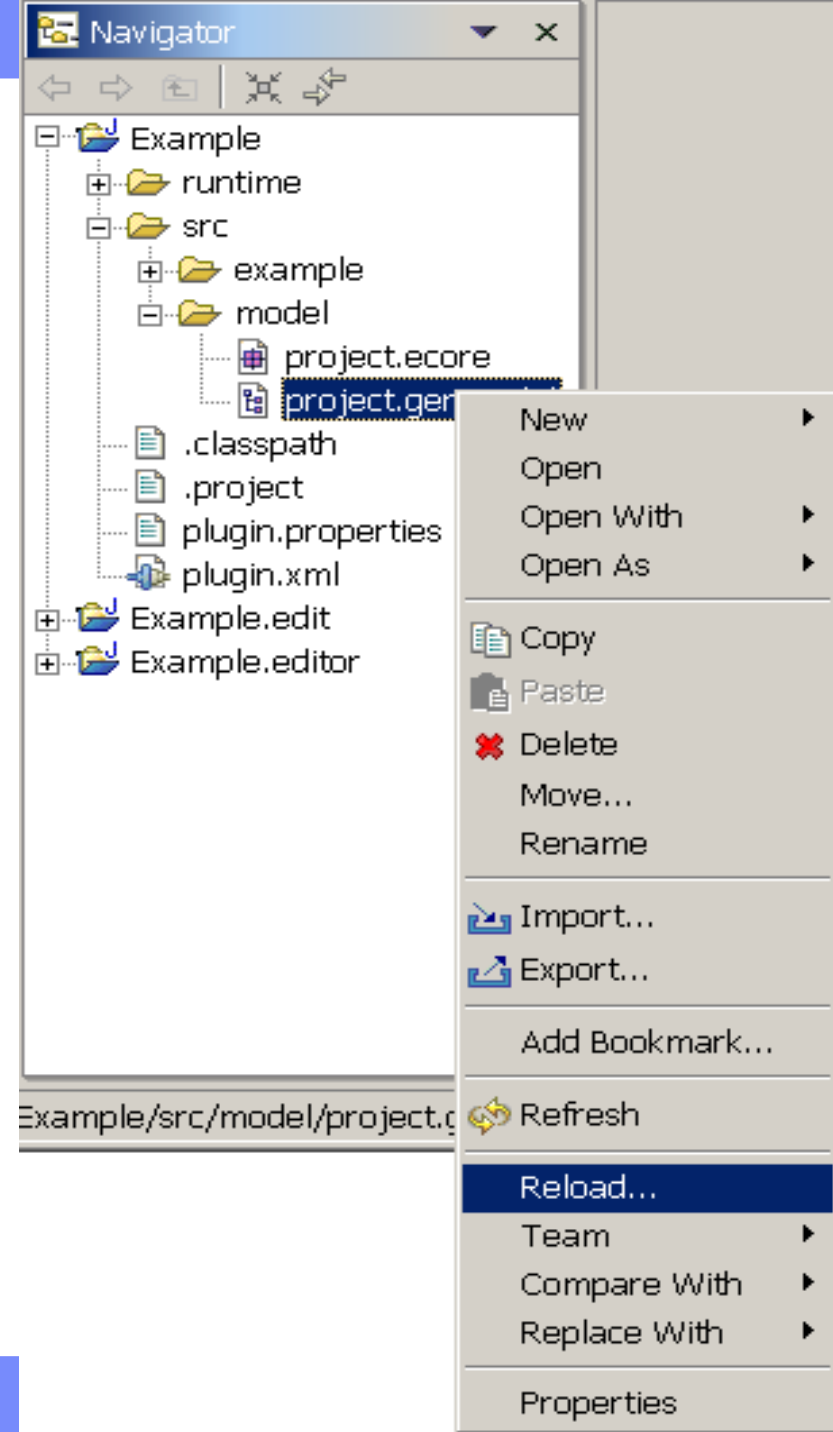 Navigator
Example
runtime
src
example
model
project.ecore
project.gen
.classpath
.project
plugin.properties
plugin.xml
Example.edit
Example.editor
Example/src/model/project.g
New
Open
Open With
Open As
Copy
Paste
Delete
Move...
Rename
Import...
Export...
Add Bookmark...
Refresh
Reload...
Team
Compare With
Replace With
Properties